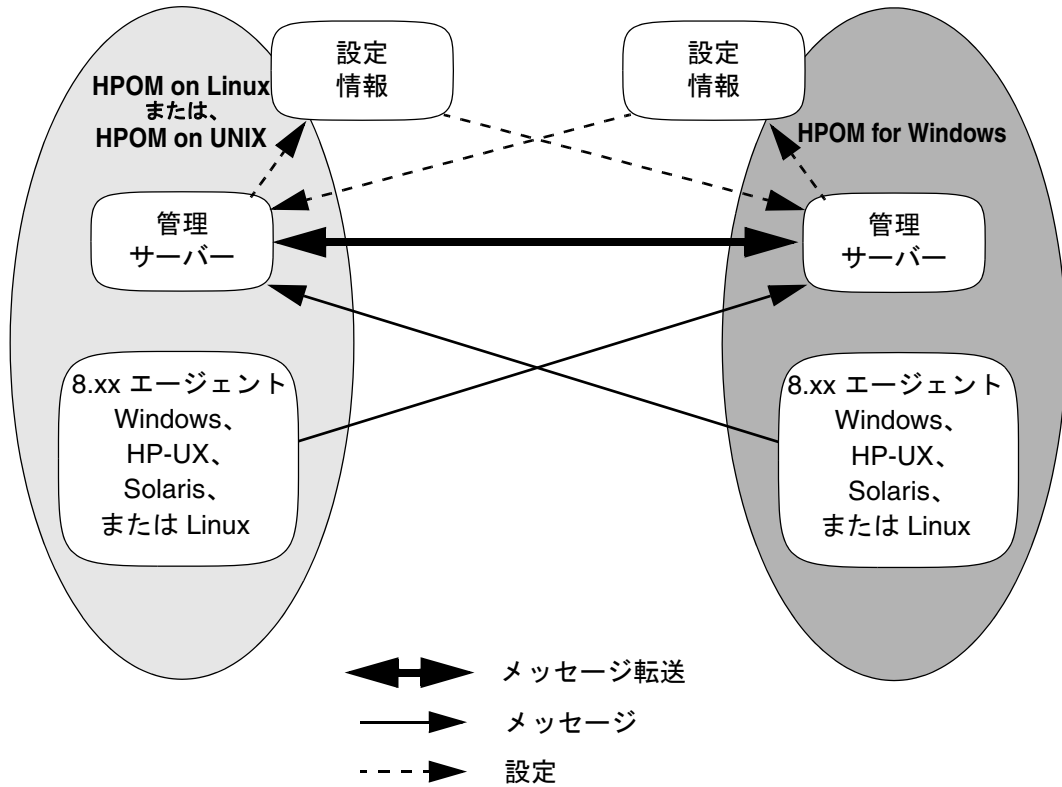 設定
情報
設定
情報
HPOM on Linux
または、
HPOM on UNIX
HPOM for Windows
管理
サーバー
管理
サーバー
8.xx エージェント
Windows、
HP-UX、
Solaris、
または Linux
8.xx エージェント
Windows、
HP-UX、
Solaris、
または Linux
メッセージ転送
メッセージ
設定